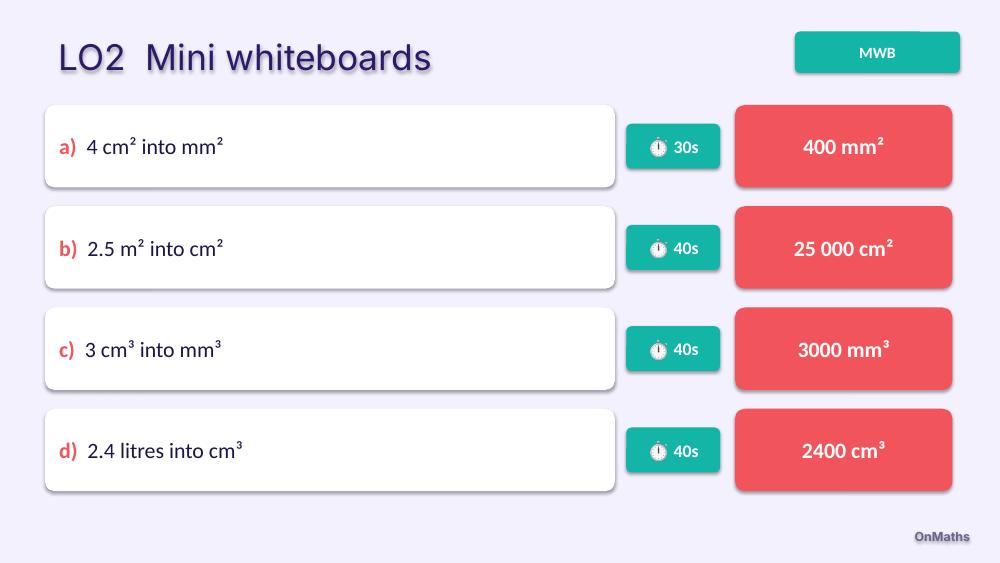 LO2 Mini whiteboards
MWB
a) 4 cm² into mm²
⏱ 30s
400 mm²
b) 2.5 m² into cm²
⏱ 40s
25 000 cm²
c) 3 cm³ into mm³
⏱ 40s
3000 mm³
d) 2.4 litres into cm³
⏱ 40s
2400 cm³
OnMaths